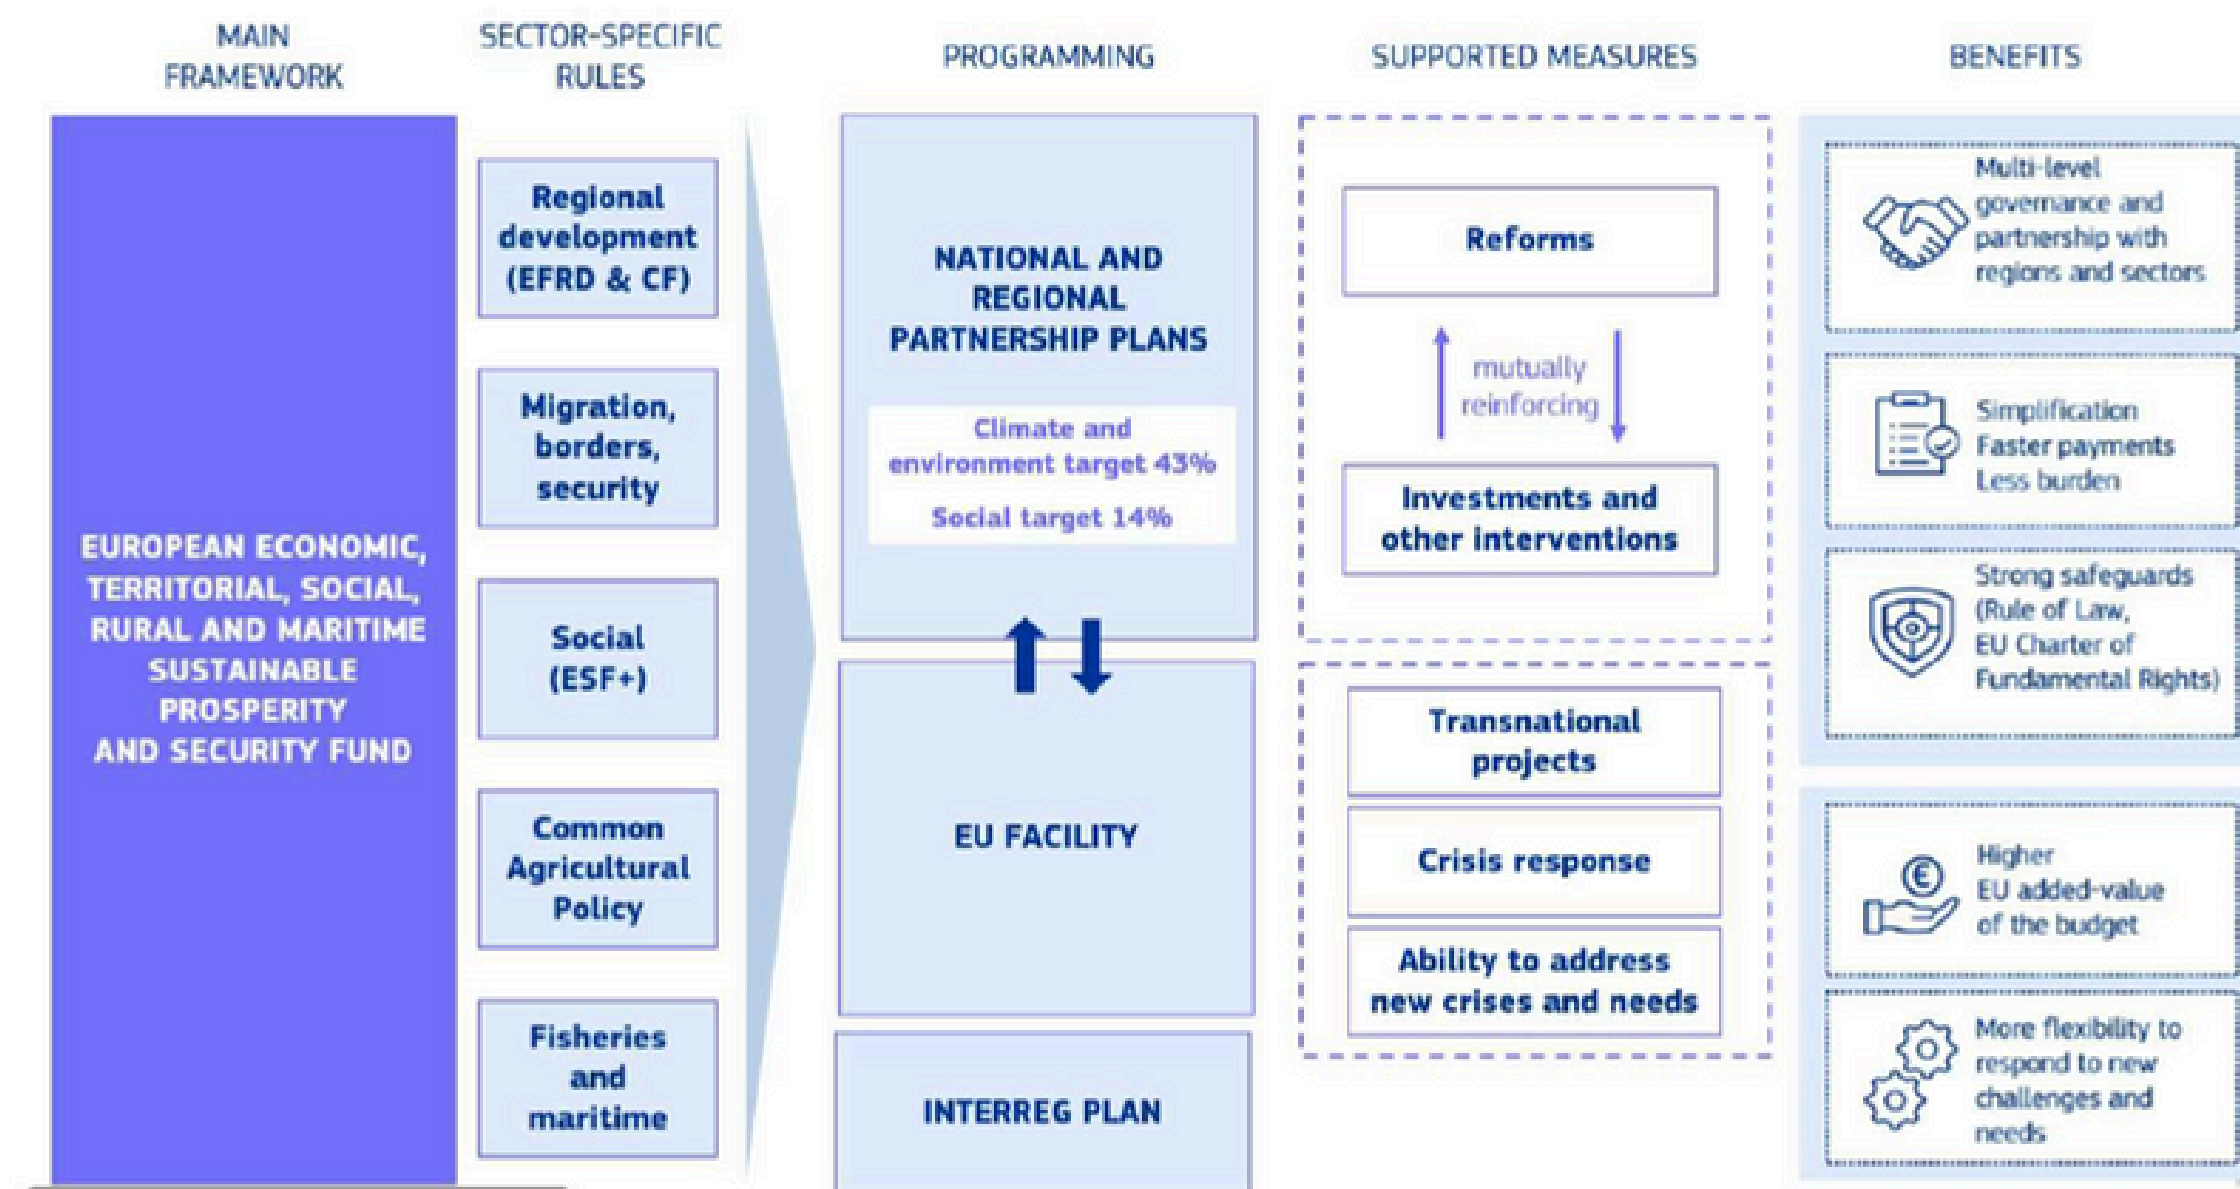 MAIN
FRAMEWORK
SECTOR-SPECIFIC
RULES
PROGRAMMING
SUPPORTED MEASURES
BENEFITS
EUROPEAN ECONOMIC,
TERRITORIAL, SOCIAL,
RURAL AND MARITIME
SUSTAINABLE
PROSPERITY
AND SECURITY FUND
Regional
development
(EFRD & CF)
Migration,
borders,
security
Social
(ESF+)
Common
Agricultural
Policy
Fisheries
and
maritime
NATIONAL AND
REGIONAL
PARTNERSHIP PLANS
Climate and
environment target 43%
Social target 14%
EU FACILITY
INTERREG PLAN
Reforms
mutually
reinforcing
Investments and
other interventions
Transnational
projects
Crisis response
Ability to address
new crises and needs
Multi-level
governance and
partnership with
regions and sectors
Simplification
Faster payments
Less burden
Strong safeguards
(Rule of Law,
EU Charter of
Fundamental Rights)
Higher
EU added-value
of the budget
More flexibility to
respond to new
challenges and
needs